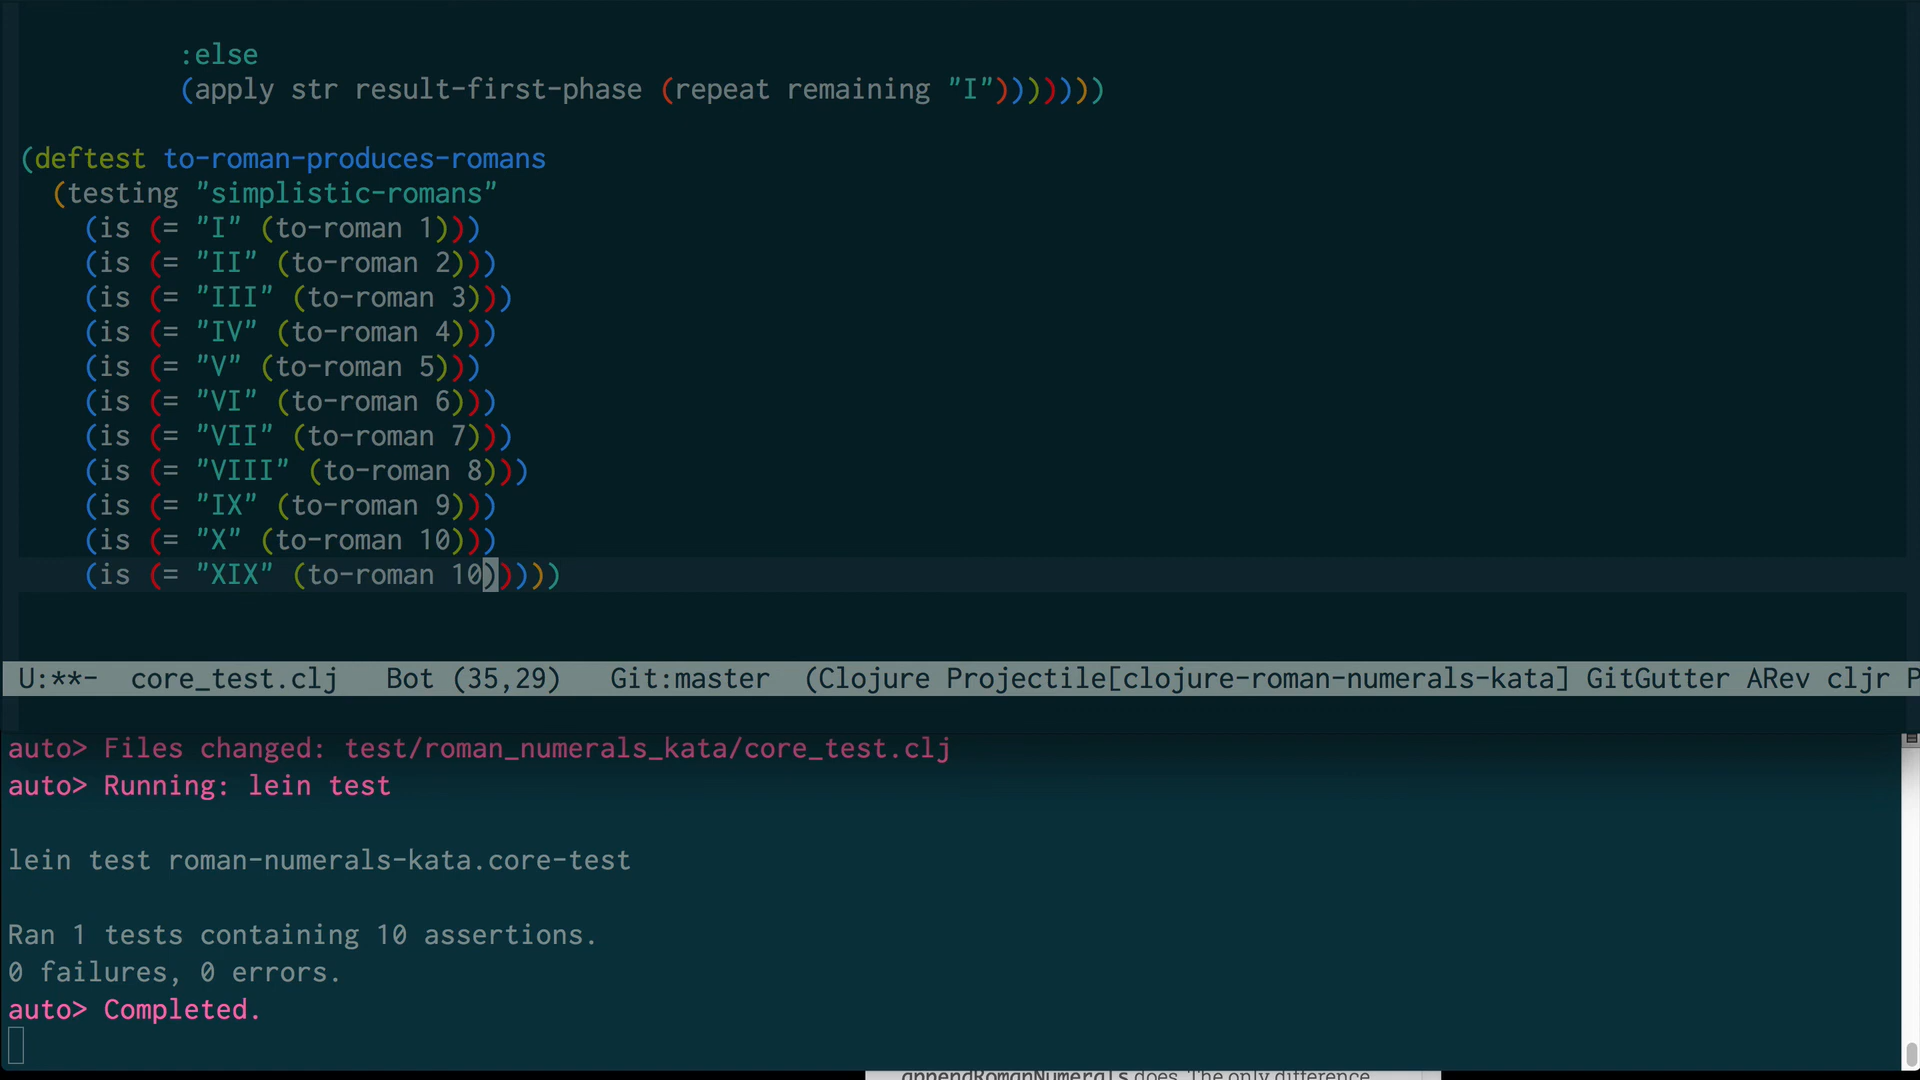 :else
(apply str result-first-phase (repeat remaining "I")))))))
(deftest to-roman-produces-romans
(testing "simplistic-romans"
(is (= "I" (to-roman 1)))
(is (= "II" (to-roman 2)))
(is (= "III" (to-roman 3)))
(is (= "IV" (to-roman 4)))
(is (= "V" (to-roman 5)))
(is (= "VI" (to-roman 6)))
(is (= "VII" (to-roman 7)))
(is (= "VIII" (to-roman 8)))
(is (= "IX" (to-roman 9)))
(is (= "X" (to-roman 10)))
(is (= "XIX" (to-roman 10)))))
U:**- core_test.clj Bot (35,29) Git:master (Clojure Projectile[clojure-roman-numerals-kata] GitGutter ARev cljr P
auto> Files changed: test/roman_numerals_kata/core_test.clj
auto> Running: lein test
lein test roman-numerals-kata.core-test
Ran 1 tests containing 10 assertions.
0 failures, 0 errors.
auto> Completed.
appendRomanNumerals does. The only difference